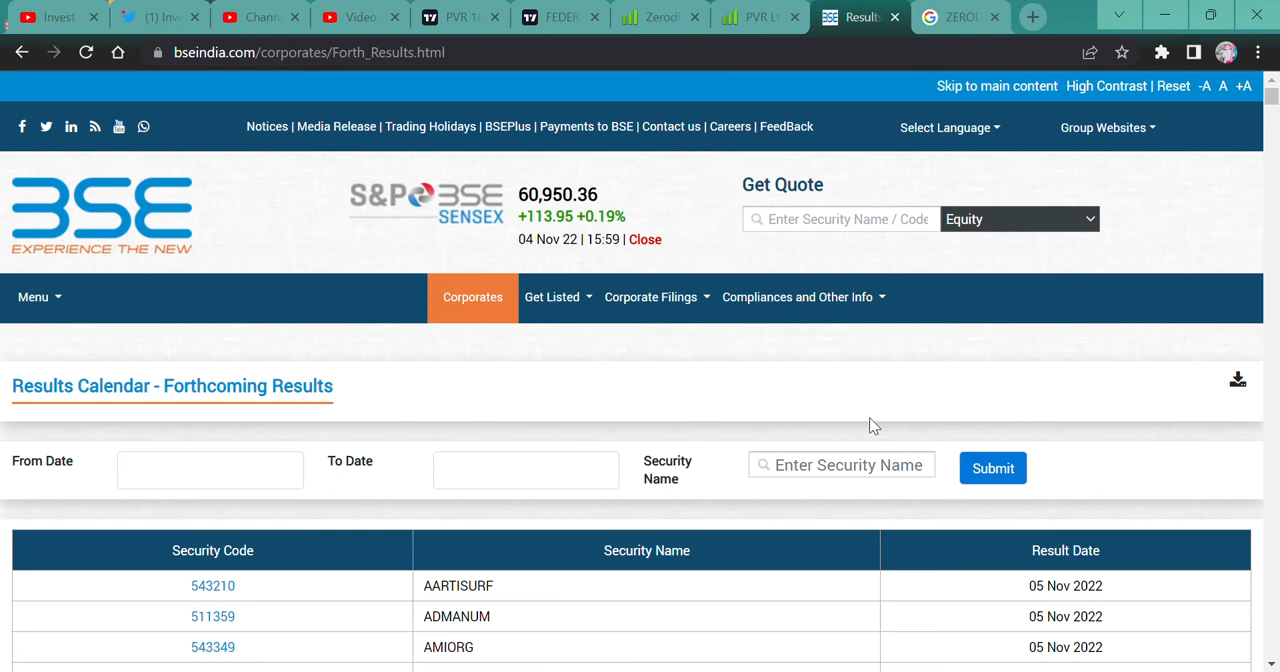 Invest
(1) Inv
Chann
Video
PVR 1
FEDER
Zerodl
PVR L
Results
ZEROD
bseindia.com/corporates/Forth_Results.html
Skip to main content High Contrast | Reset -A A +A
Notices | Media Release | Trading Holidays | BSEPlus | Payments to BSE | Contact us | Careers | FeedBack
Select Language
Group Websites
BSE
EXPERIENCE THE NEW
S&P BSE
SENSEX
60,950.36
+113.95 +0.19%
04 Nov 22 | 15:59 | Close
Get Quote
Enter Security Name / Code
Equity
Menu
Corporates
Get Listed
Corporate Filings
Compliances and Other Info
Results Calendar - Forthcoming Results
From Date
To Date
Security
Name
Enter Security Name
Submit
Security Code Security Name Result Date
543210 AARTISURF 05 Nov 2022
511359 ADMANUM 05 Nov 2022
543349 AMIORG 05 Nov 2022